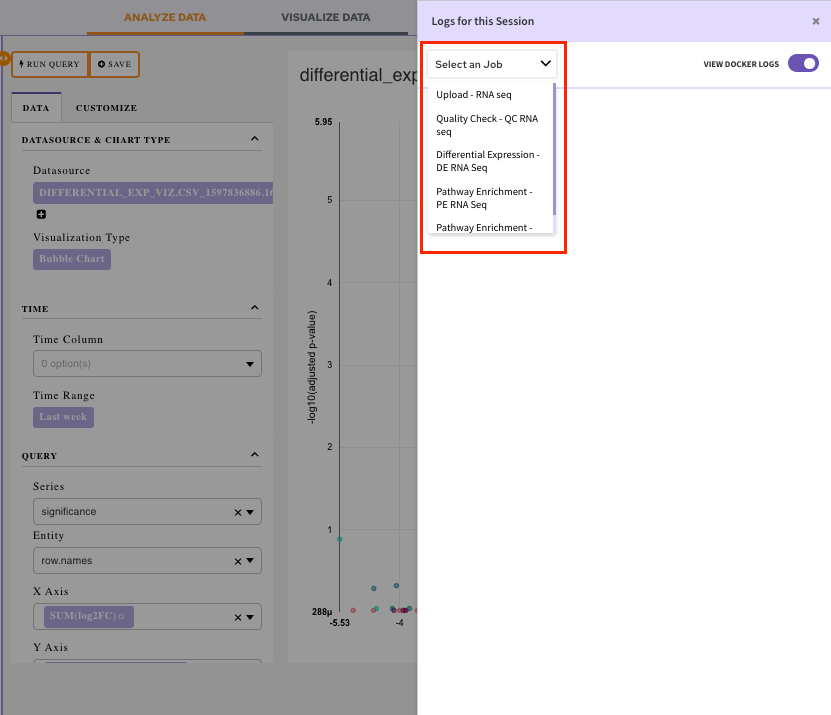 ANALYZE DATA
VISUALIZE DATA
RUN QUERY
SAVE
DATA
CUSTOMIZE
DATASOURCE & CHART TYPE
Datasource
DIFFERENTIAL_EXP_VIZ.CSV_1597836886.1
Visualization Type
Bubble Chart
TIME
Time Column
0 option(s)
Time Range
Last week
QUERY
Series
significance
Entity
row.names
X Axis
SUM(log2FC)
Y Axis
differential_exp
5.95
5
4
3
2
1
288μ
-log10(adjusted p-value)
-5.53
-4
Logs for this Session
Select an Job
VIEW DOCKER LOGS
Upload - RNA seq
Quality Check - QC RNA
seq
Differential Expression -
DE RNA Seq
Pathway Enrichment -
PE RNA Seq
Pathway Enrichment -